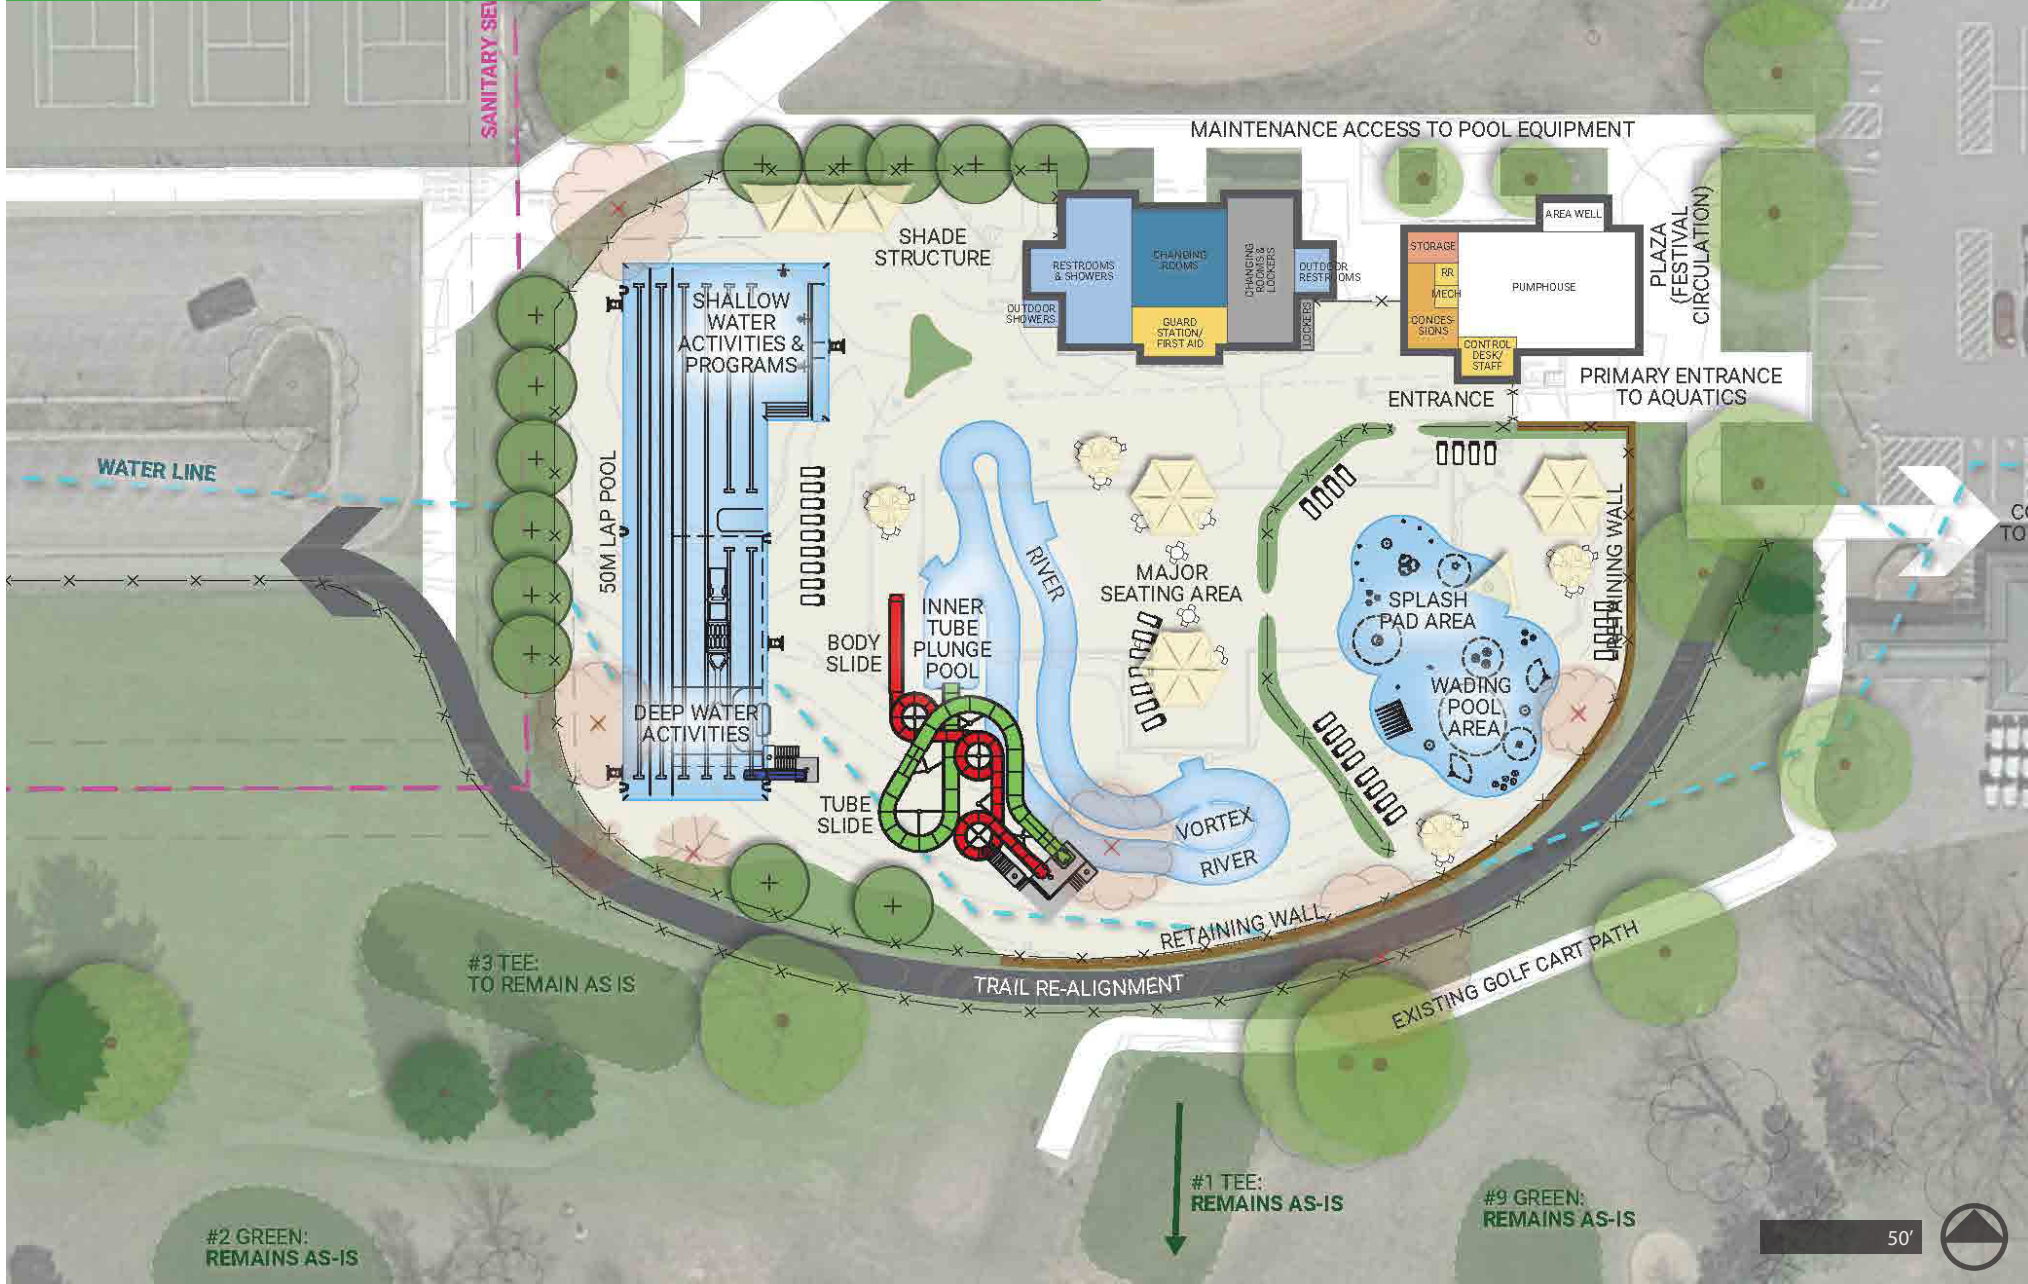 SANITARY SEW
MAINTENANCE ACCESS TO POOL EQUIPMENT
SHADE
STRUCTURE
RESTROOMS
& SHOWERS
CHANGING
ROOMS
CHANGING
ROOMS &
LOCKERS
OUTDOOR
RESTROOMS
OUTDOOR
SHOWERS
GUARD
STATION/
FIRST AID
LOCKERS
STORAGE
RR
MECH
CONCES-
SIONS
AREA WELL
PUMPHOUSE
CONTROL
DESK/
STAFF
PLAZA
(FESTIVAL
CIRCULATION)
PRIMARY ENTRANCE
TO AQUATICS
ENTRANCE
SHALLOW
WATER
ACTIVITIES &
PROGRAMS
WATER LINE
50M LAP POOL
DEEP WATER
ACTIVITIES
BODY
SLIDE
INNER
TUBE
PLUNGE
POOL
RIVER
MAJOR
SEATING AREA
SPLASH
PAD AREA
WADING
POOL
AREA
RETAINING WALL
CO
TO
TUBE
SLIDE
VORTEX
RIVER
RETAINING WALL
TRAIL RE-ALIGNMENT
EXISTING GOLF CART PATH
#3 TEE:
TO REMAIN AS IS
#1 TEE:
REMAINS AS-IS
#9 GREEN:
REMAINS AS-IS
#2 GREEN:
REMAINS AS-IS
50'